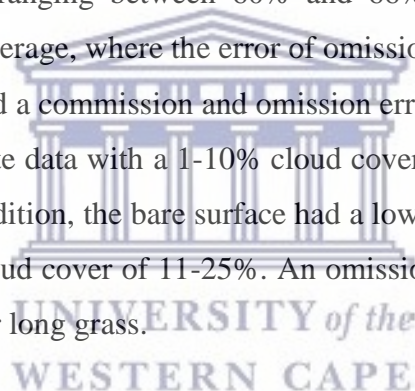 ranging between 60% and 66%
erage, where the error of omissio
d a commission and omission err
te data with a 1-10% cloud cover
dition, the bare surface had a low
ud cover of 11-25%. An omissio
r long grass.
UNIVERSITY of the
WESTERN CAPE